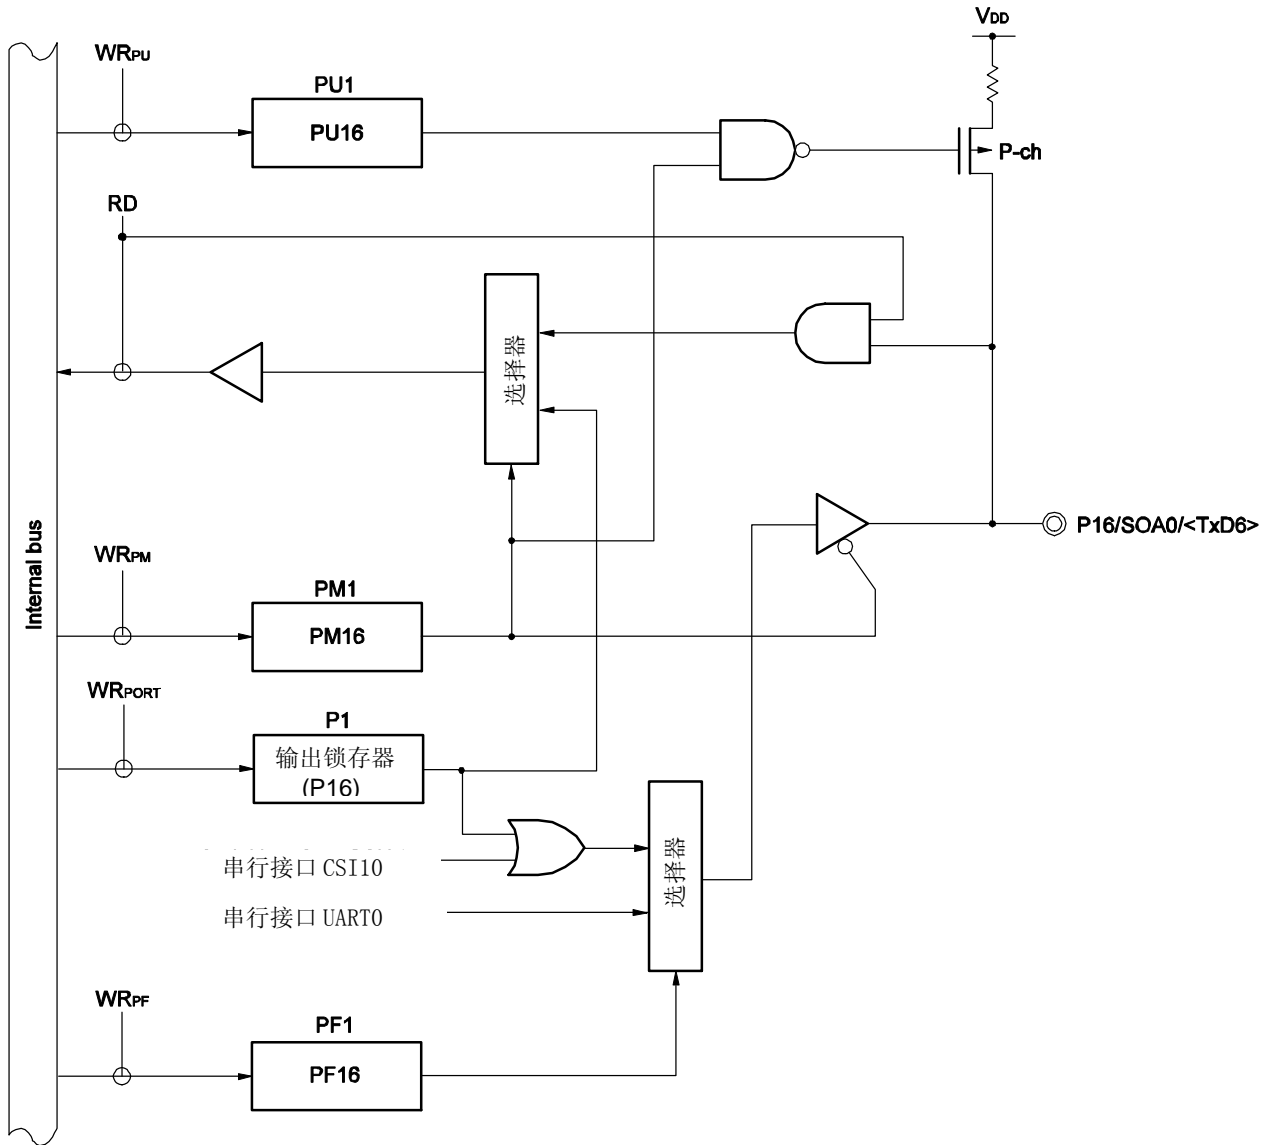 VDD
WRPU
PU1
PU16
P-ch
RD
选择器
Internal bus
P16/SOA0/<TxD6>
WRPM
PM1
PM16
WRPORT
P1
输出锁存器
(P16)
选择器
串行接口 CSI10
串行接口 UART0
WRPF
PF1
PF16